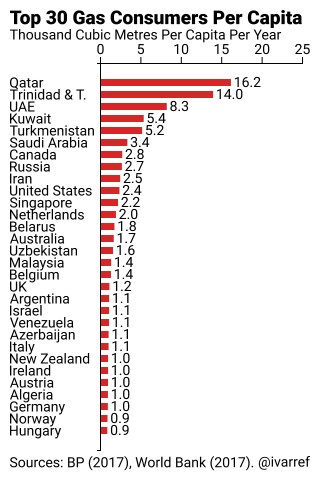 Top 30 Gas Consumers Per Capita
Thousand Cubic Metres Per Capita Per Year
0 5 10 15 20 25
Qatar 16.2
Trinidad & T. 14.0
UAE 8.3
Kuwait 5.4
Turkmenistan 5.2
Saudi Arabia 3.4
Canada 2.8
Russia 2.7
Iran 2.5
United States 2.4
Singapore 2.2
Netherlands 2.0
Belarus 1.8
Australia 1.7
Uzbekistan 1.6
Malaysia 1.4
Belgium 1.4
UK 1.2
Argentina 1.1
Israel 1.1
Venezuela 1.1
Azerbaijan 1.1
Italy 1.1
New Zealand 1.0
Ireland 1.0
Austria 1.0
Algeria 1.0
Germany 1.0
Norway 0.9
Hungary 0.9
Sources: BP (2017), World Bank (2017). @ivarref